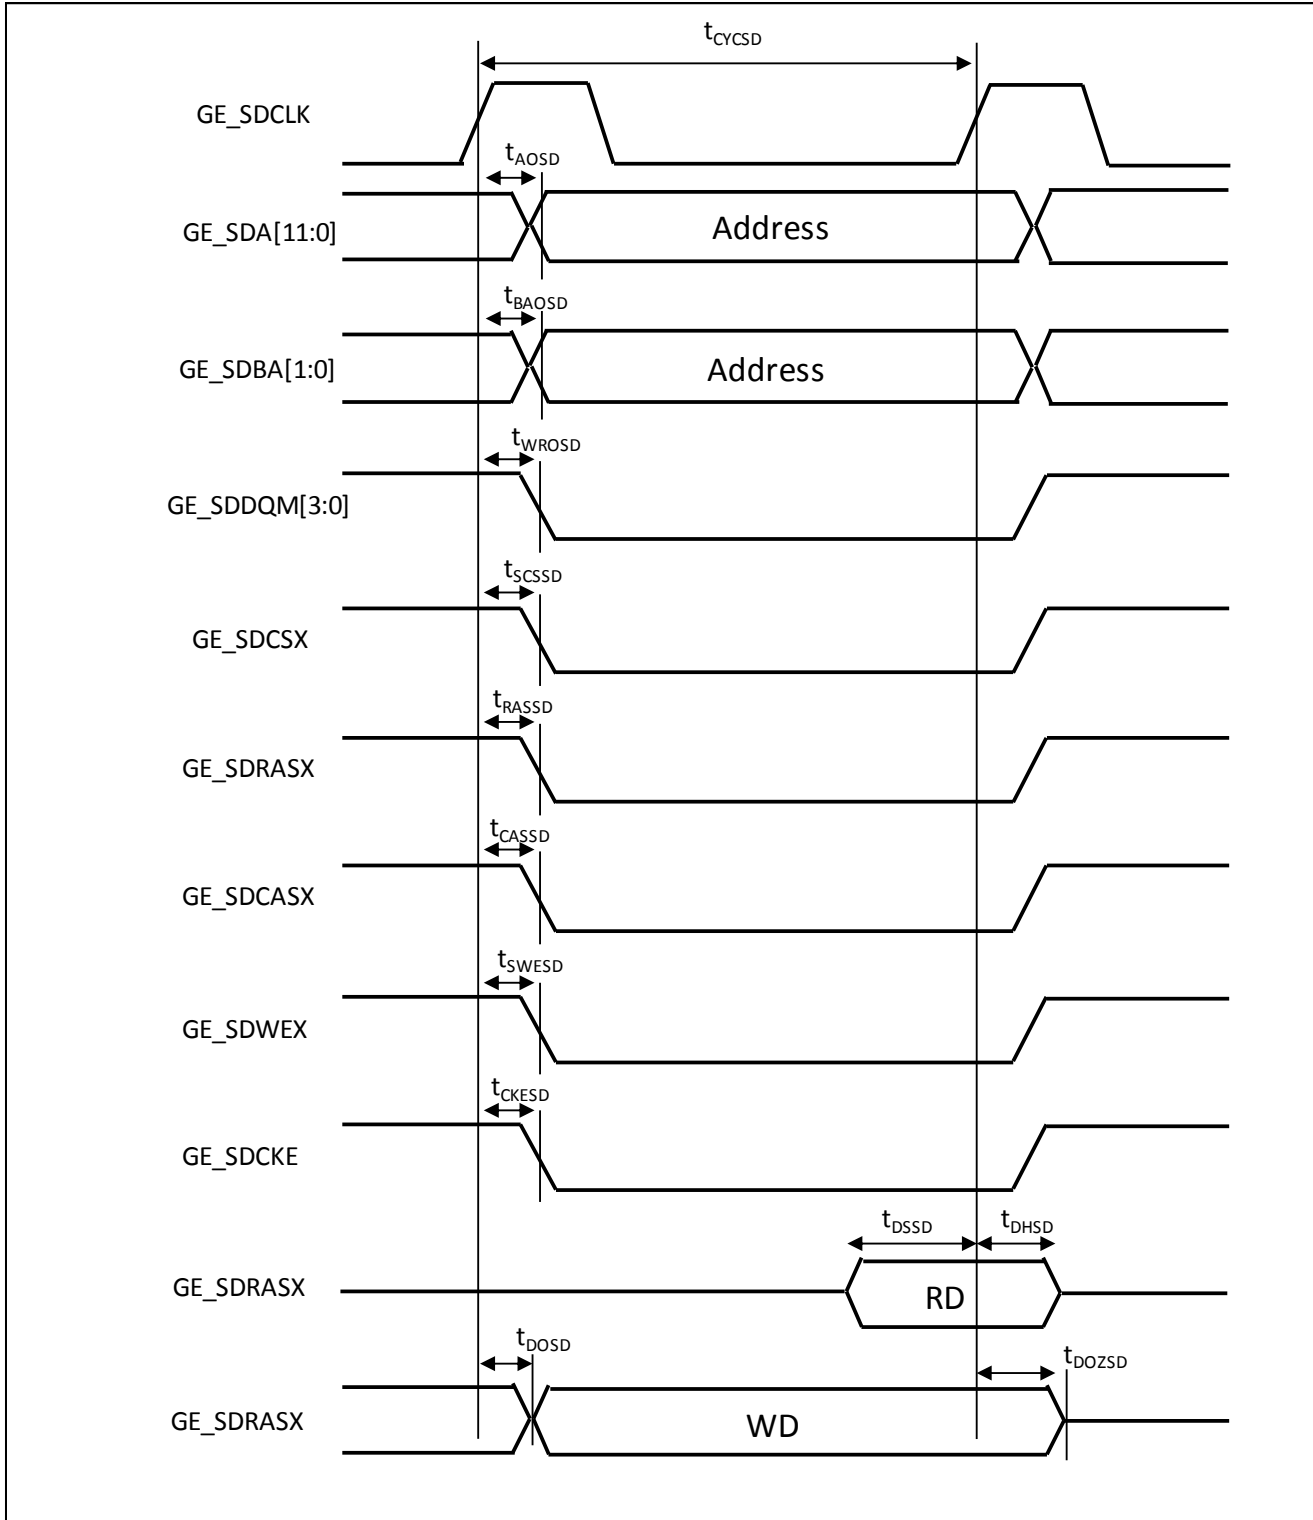 tCYCSD
GE_SDCLK
tAOSD
GE_SDA[11:0]
Address
tBAOSD
GE_SDBA[1:0]
Address
tWROSD
GE_SDDQM[3:0]
tSCSSD
GE_SDCSX
tRASSD
GE_SDRASX
tCASSD
GE_SDCASX
tSWESD
GE_SDWEX
tCKESD
GE_SDCKE
tDSSD
tDHSD
GE_SDRASX
RD
tDOSD
tDOZSD
GE_SDRASX
WD